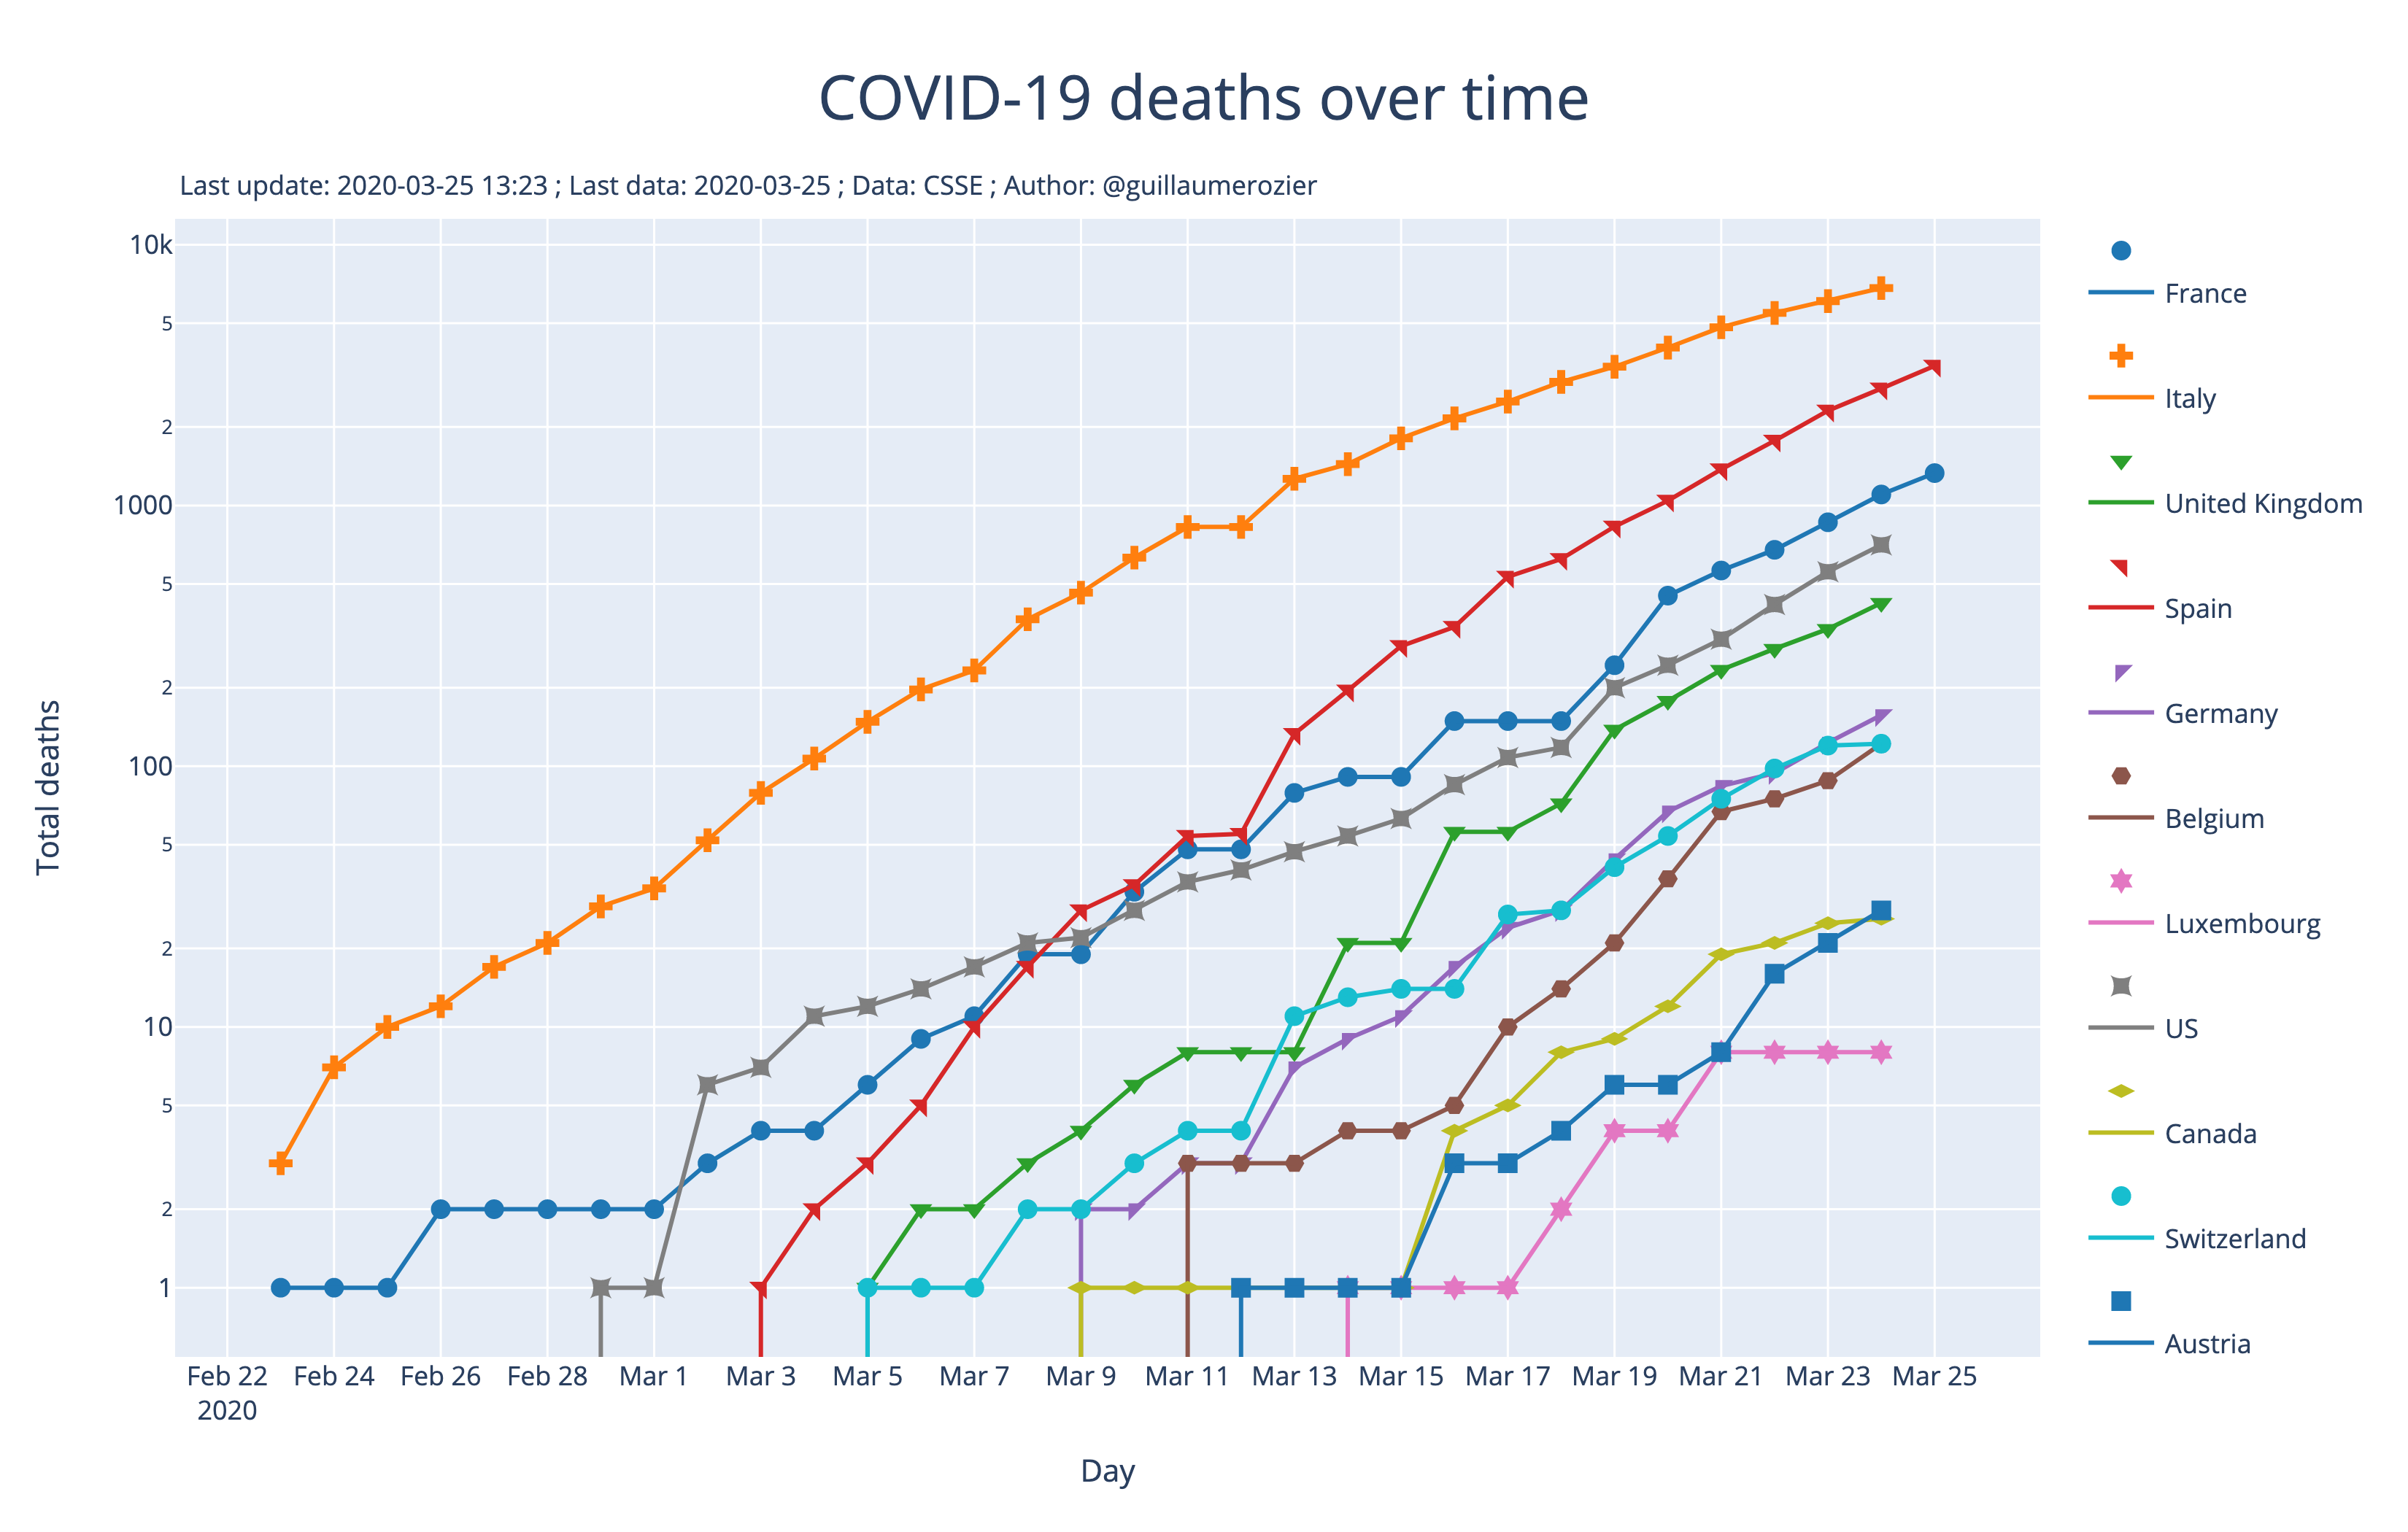 COVID-19 deaths over time
Last update: 2020-03-25 13:23 ; Last data: 2020-03-25 ; Data: CSSE ; Author: @guillaumerozier
10k
5
2
1000
5
2
100
5
2
10
5
2
1
Total deaths
Feb 22 Feb 24 Feb 26 Feb 28 Mar 1 Mar 3 Mar 5 Mar 7 Mar 9 Mar 11 Mar 13 Mar 15 Mar 17 Mar 19 Mar 21 Mar 23 Mar 25
2020
Day
France
Italy
United Kingdom
Spain
Germany
Belgium
Luxembourg
US
Canada
Switzerland
Austria